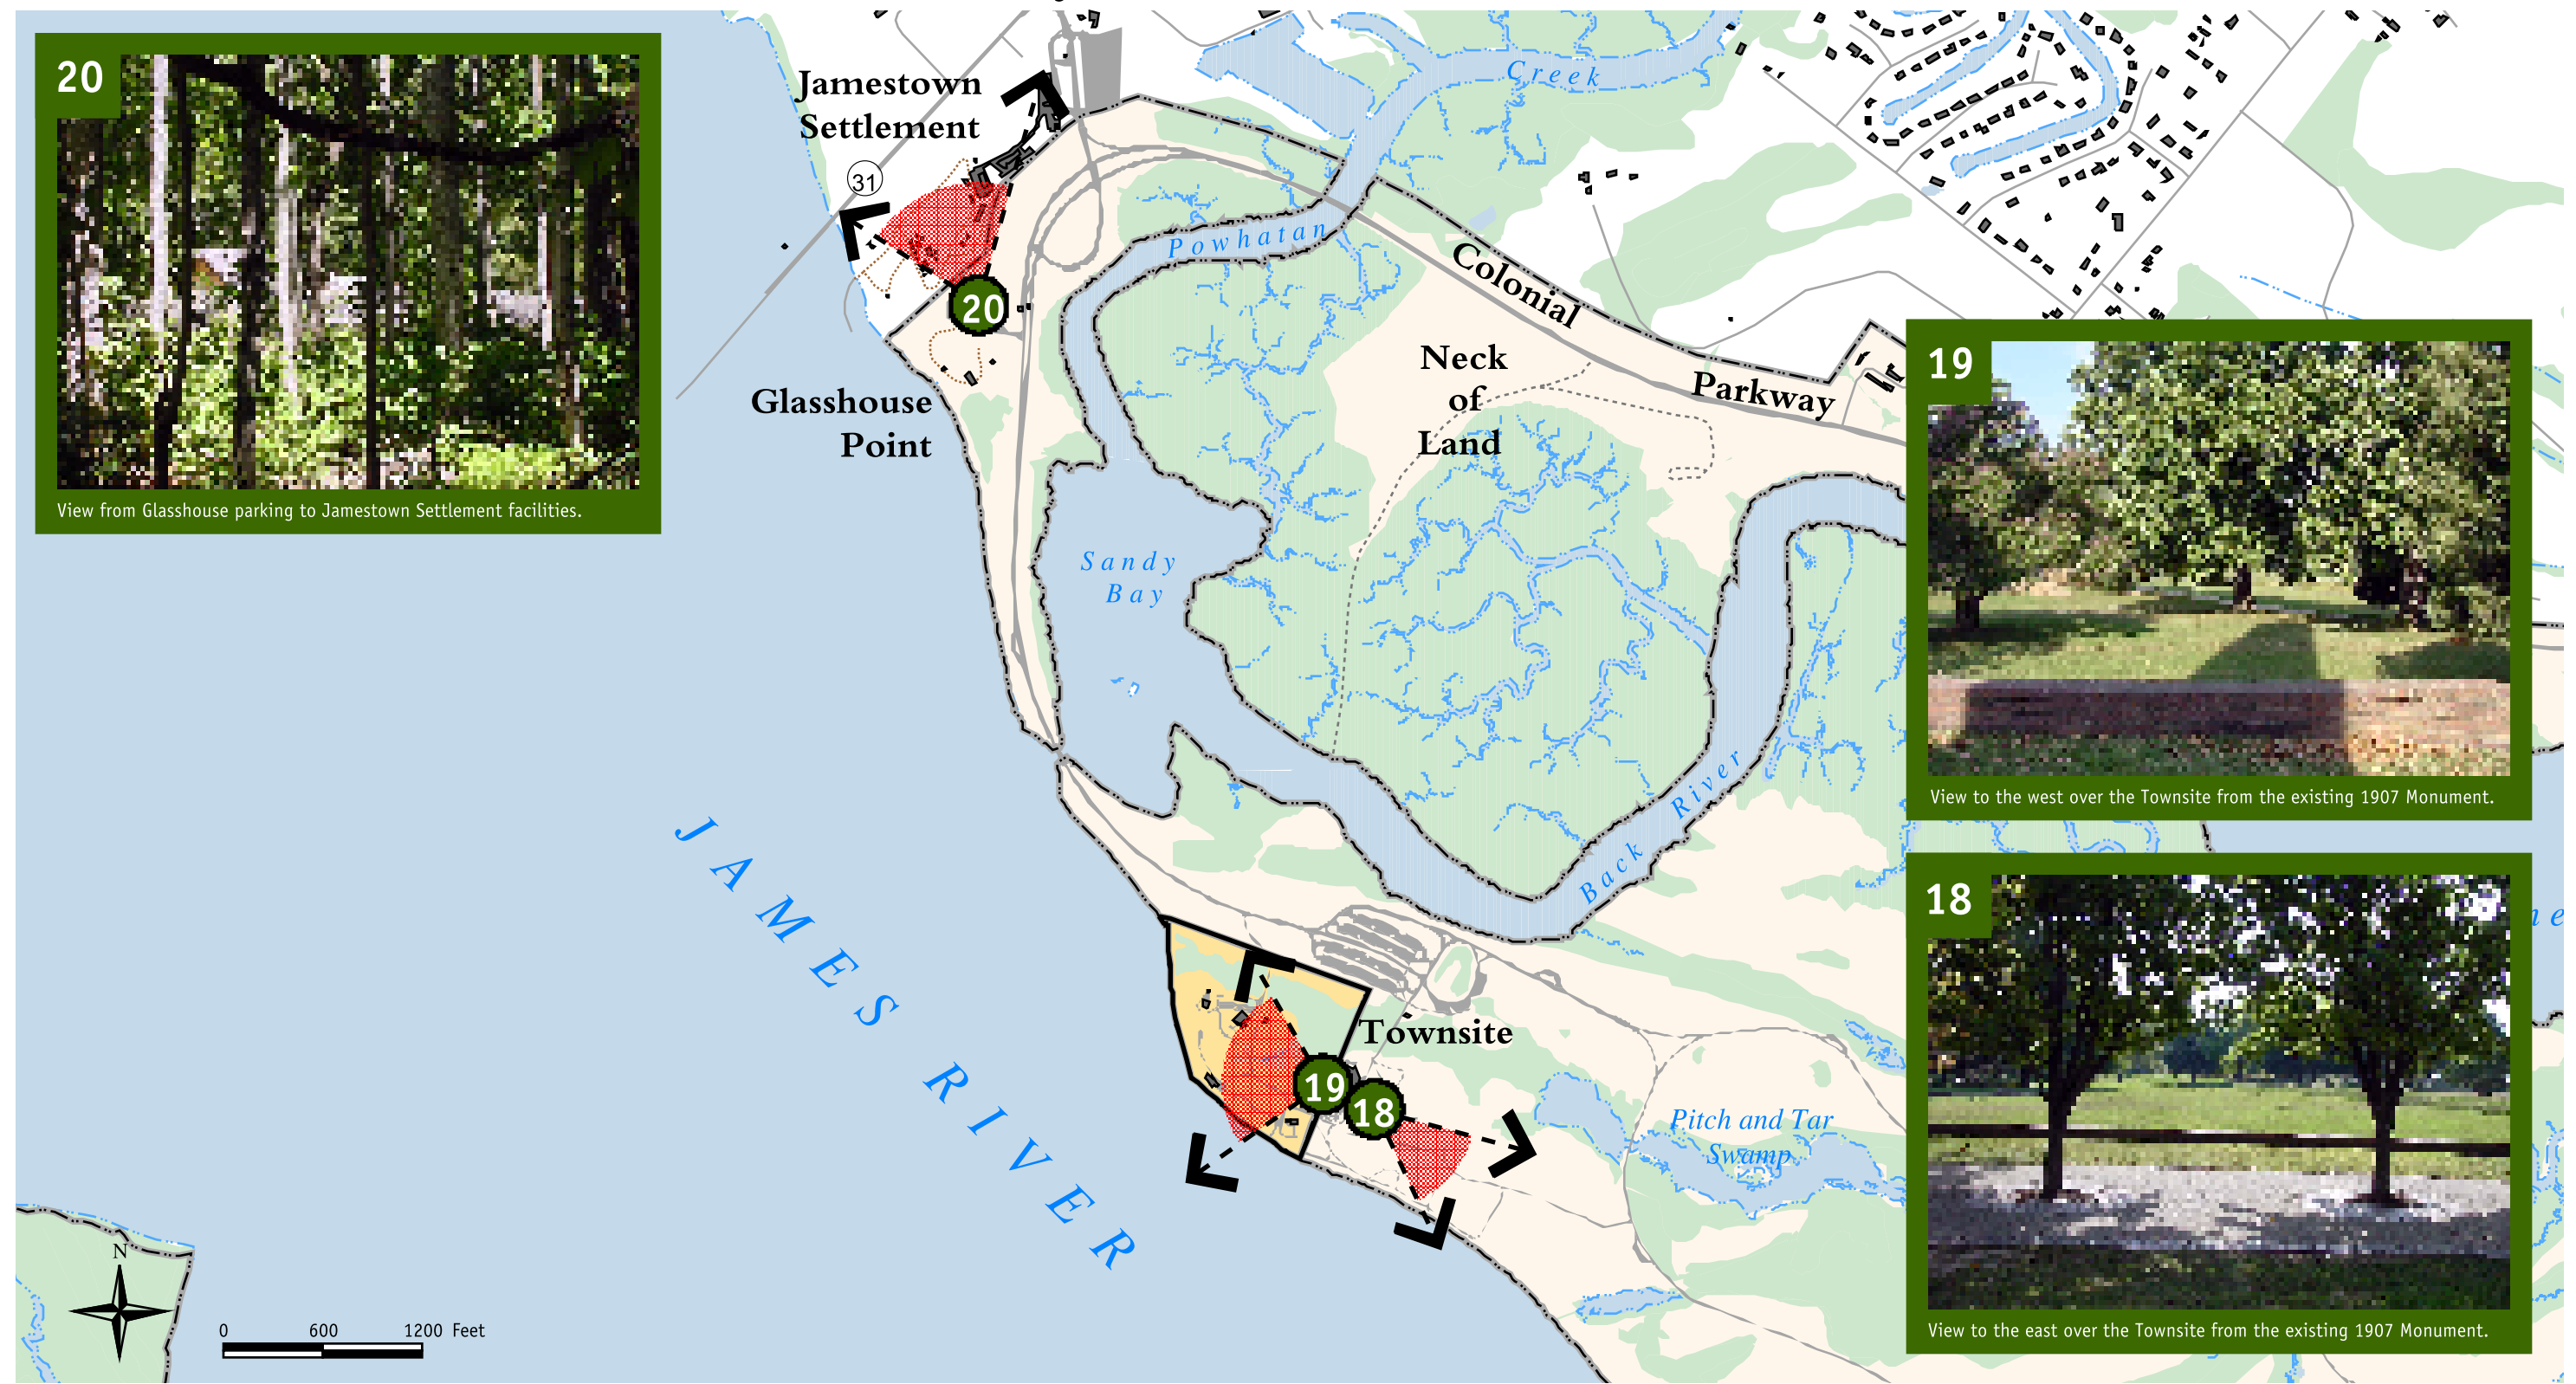 20
View from Glasshouse parking to Jamestown Settlement facilities.
Jamestown
Settlement
31
20
Glasshouse
Point
Creek
Powhatan
Colonial
Parkway
Neck
of
Land
Sandy
Bay
19
View to the west over the Townsite from the existing 1907 Monument.
Back River
JAMES RIVER
Townsite
19
18
Pitch and Tar
Swamp
18
View to the east over the Townsite from the existing 1907 Monument.
N
0 600 1200 Feet